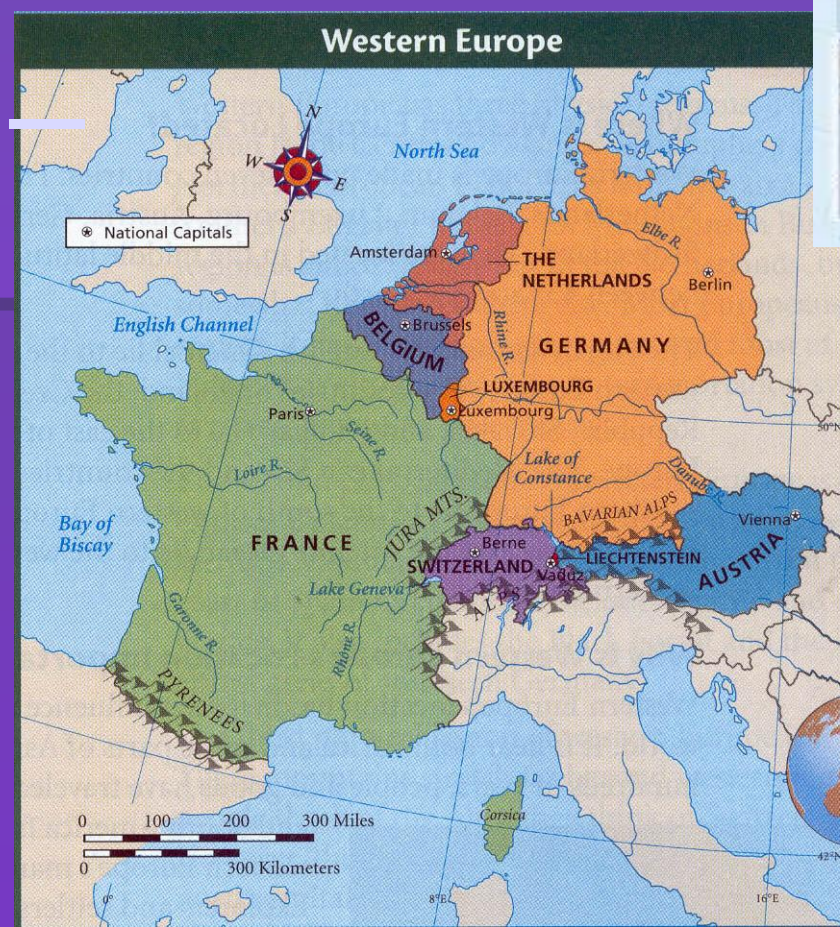 Western Europe
N
W
E
S
North Sea
National Capitals
Amsterdam
THE
NETHERLANDS
Elbe R.
Berlin
English Channel
BELGIUM
Brussels
Rhine R.
GERMANY
LUXEMBOURG
Luxembourg
Paris
Seine R.
50°N
Lake of
Constance
Loire R.
Danube R.
JURA MTS.
BAVARIAN ALPS
Bay of
Biscay
Vienna
FRANCE
Berne
LIECHTENSTEIN
SWITZERLAND
Vaduz
AUSTRIA
Lake Geneva
ALPS
Garonne R.
Rhône R.
PYRENEES
Corsica
0 100 200 300 Miles
0 300 Kilometers
42°N
0°
8°E
16°E